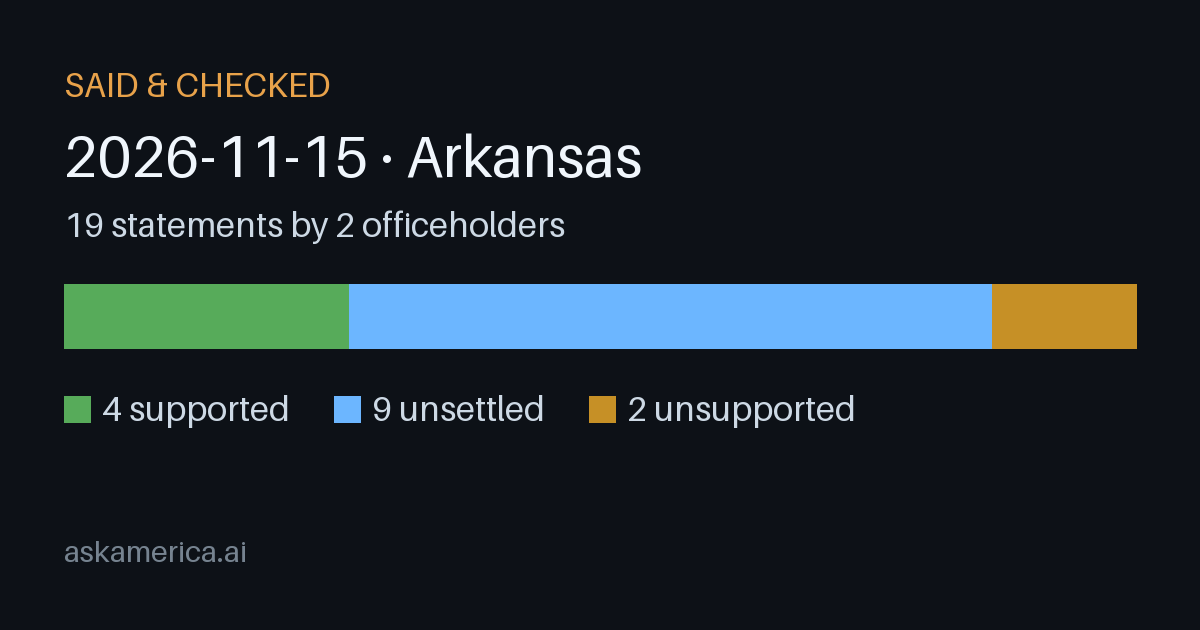 SAID & CHECKED
2026-11-15 · Arkansas
19 statements by 2 officeholders
4 supported 9 unsettled 2 unsupported
askamerica.ai